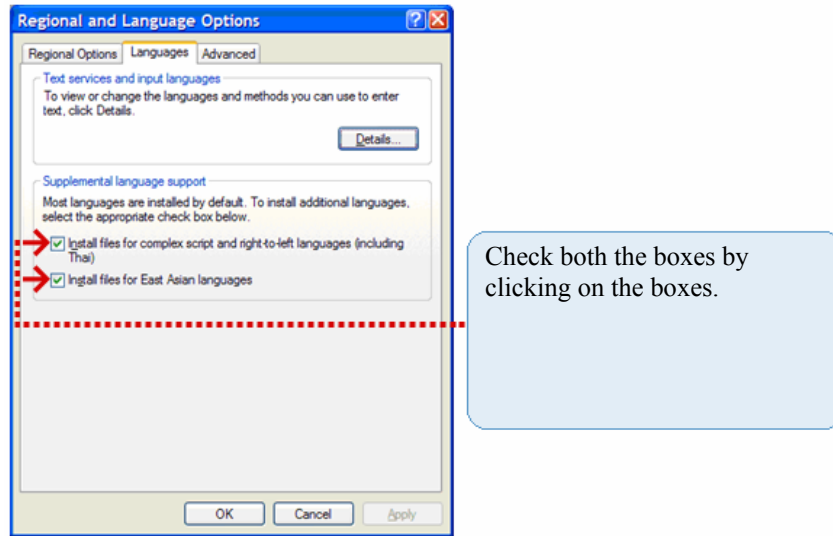 Regional and Language Options
Regional Options Languages Advanced
Text services and input languages
To view or change the languages and methods you can use to enter
text, click Details.
Details...
Supplemental language support
Most languages are installed by default. To install additional languages,
select the appropriate check box below.
Install files for complex script and right-to-left languages (including
Thai)
Install files for East Asian languages
Check both the boxes by
clicking on the boxes.
OK Cancel Apply